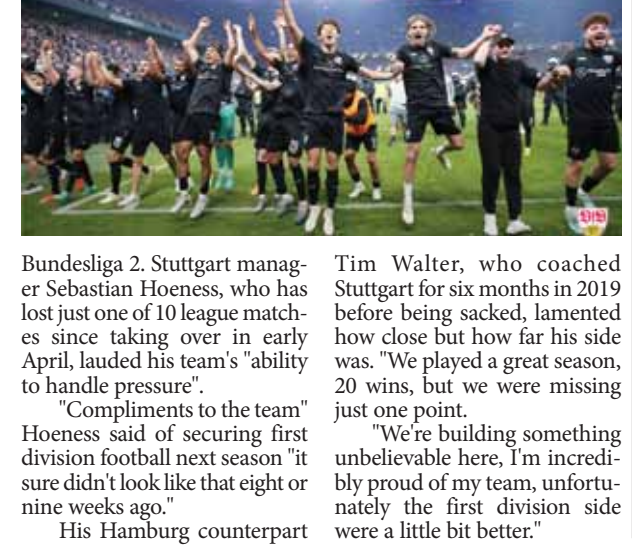 VfB
Bundesliga 2. Stuttgart manag-
er Sebastian Hoeness, who has
lost just one of 10 league match-
es since taking over in early
April, lauded his team's "ability
to handle pressure".
"Compliments to the team"
Hoeness said of securing first
division football next season "it
sure didn't look like that eight or
nine weeks ago."
His Hamburg counterpart
Tim Walter, who coached
Stuttgart for six months in 2019
before being sacked, lamented
how close but how far his side
was. "We played a great season,
20 wins, but we were missing
just one point.
"We're building something
unbelievable here, I'm incredi-
bly proud of my team, unfortu-
nately the first division side
were a little bit better."